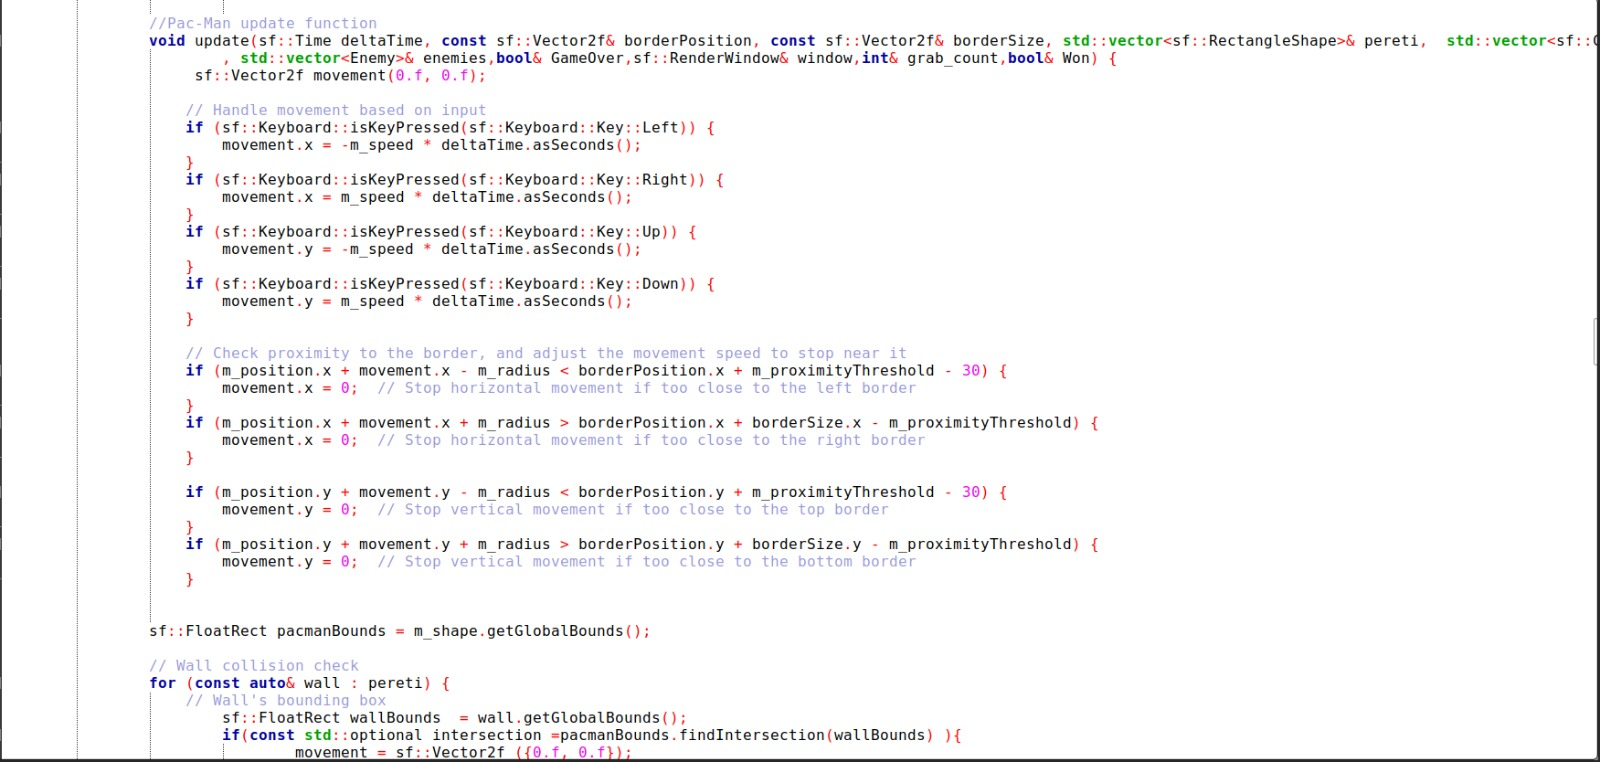 //Pac-Man update function
void update(sf::Time deltaTime, const sf::Vector2f& borderPosition, const sf::Vector2f& borderSize, std::vector<sf::RectangleShape>& pereti,  std::vector<sf::
, std::vector<Enemy>& enemies,bool& GameOver,sf::RenderWindow& window,int& grab_count,bool& Won) {
sf::Vector2f movement(0.f, 0.f);
// Handle movement based on input
if (sf::Keyboard::isKeyPressed(sf::Keyboard::Key::Left)) {
movement.x = -m_speed * deltaTime.asSeconds();
}
if (sf::Keyboard::isKeyPressed(sf::Keyboard::Key::Right)) {
movement.x = m_speed * deltaTime.asSeconds();
}
if (sf::Keyboard::isKeyPressed(sf::Keyboard::Key::Up)) {
movement.y = -m_speed * deltaTime.asSeconds();
}
if (sf::Keyboard::isKeyPressed(sf::Keyboard::Key::Down)) {
movement.y = m_speed * deltaTime.asSeconds();
}
// Check proximity to the border, and adjust the movement speed to stop near it
if (m_position.x + movement.x - m_radius < borderPosition.x + m_proximityThreshold - 30) {
movement.x = 0;  // Stop horizontal movement if too close to the left border
}
if (m_position.x + movement.x + m_radius > borderPosition.x + borderSize.x - m_proximityThreshold) {
movement.x = 0;  // Stop horizontal movement if too close to the right border
}
if (m_position.y + movement.y - m_radius < borderPosition.y + m_proximityThreshold - 30) {
movement.y = 0;  // Stop vertical movement if too close to the top border
}
if (m_position.y + movement.y + m_radius > borderPosition.y + borderSize.y - m_proximityThreshold) {
movement.y = 0;  // Stop vertical movement if too close to the bottom border
}
sf::FloatRect pacmanBounds = m_shape.getGlobalBounds();
// Wall collision check
for (const auto& wall : pereti) {
// Wall's bounding box
sf::FloatRect wallBounds  = wall.getGlobalBounds();
if(const std::optional intersection =pacmanBounds.findIntersection(wallBounds) ){
movement = sf::Vector2f ({0.f, 0.f});